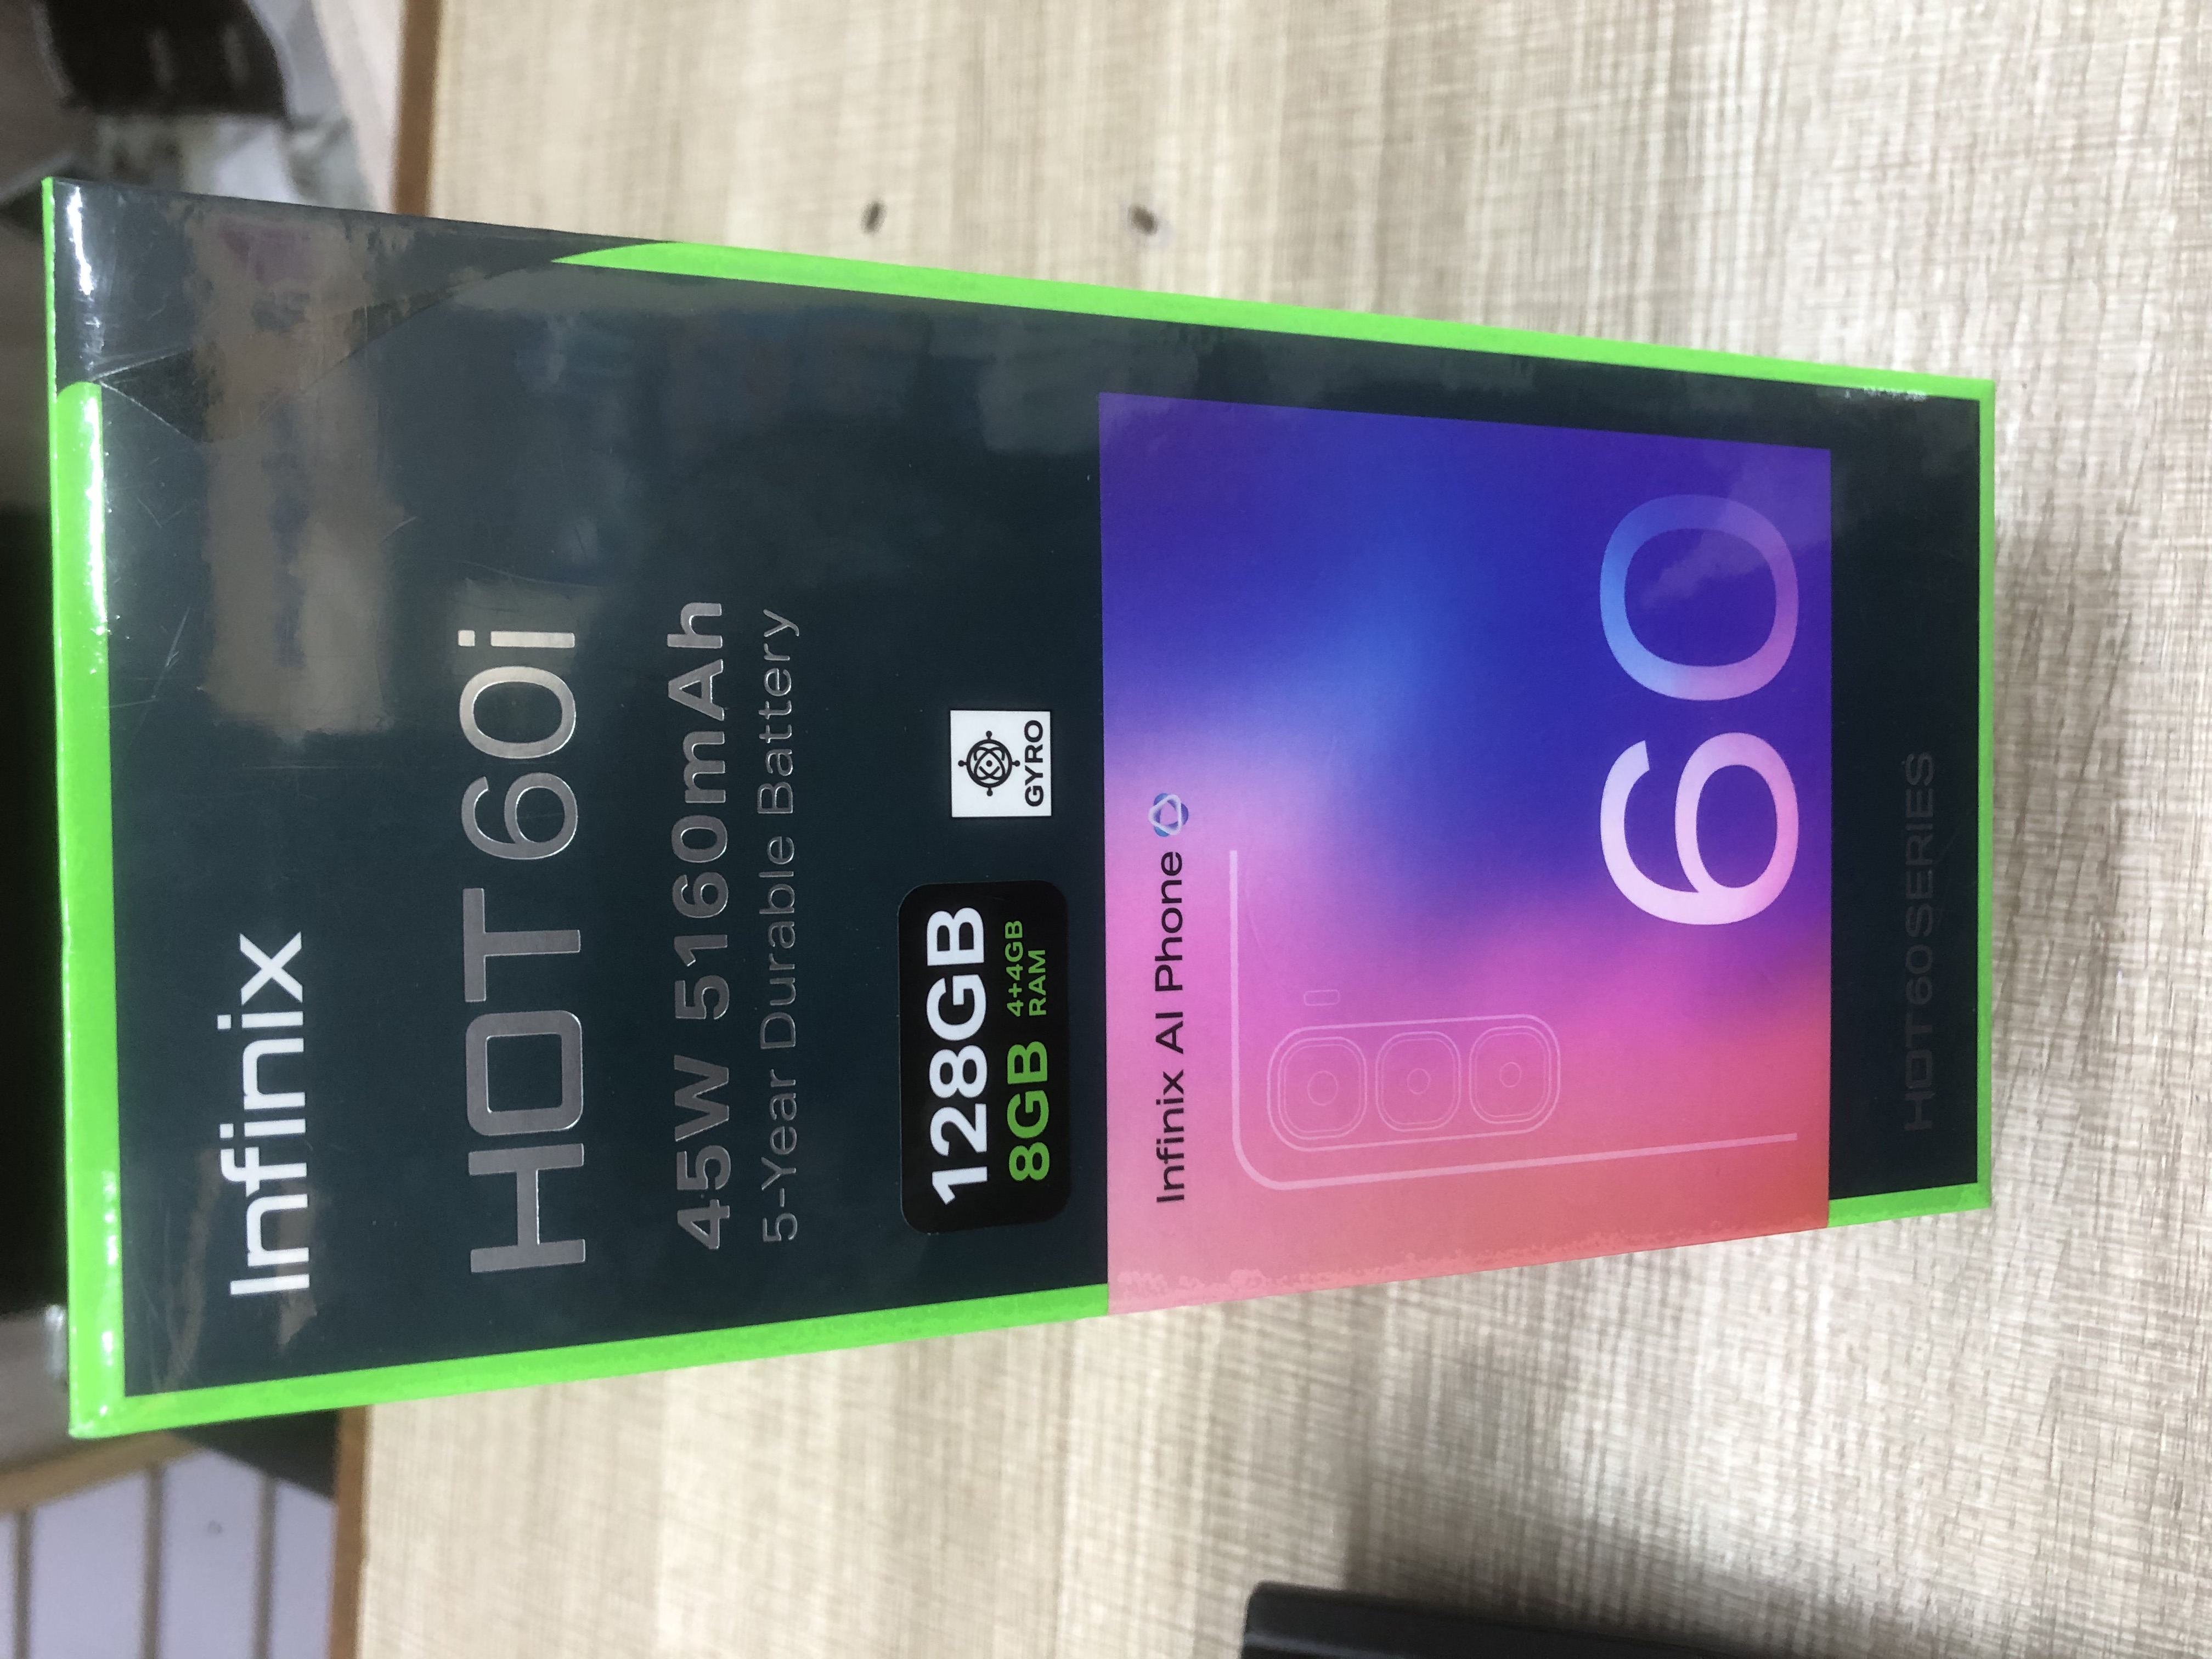 Infinix
HOT 60i
45W 5160mAh
5-Year Durable Battery
128GB
8GB 4+4GB RAM
GYRO
Infinix AI Phone
60
HOT 60 SERIES